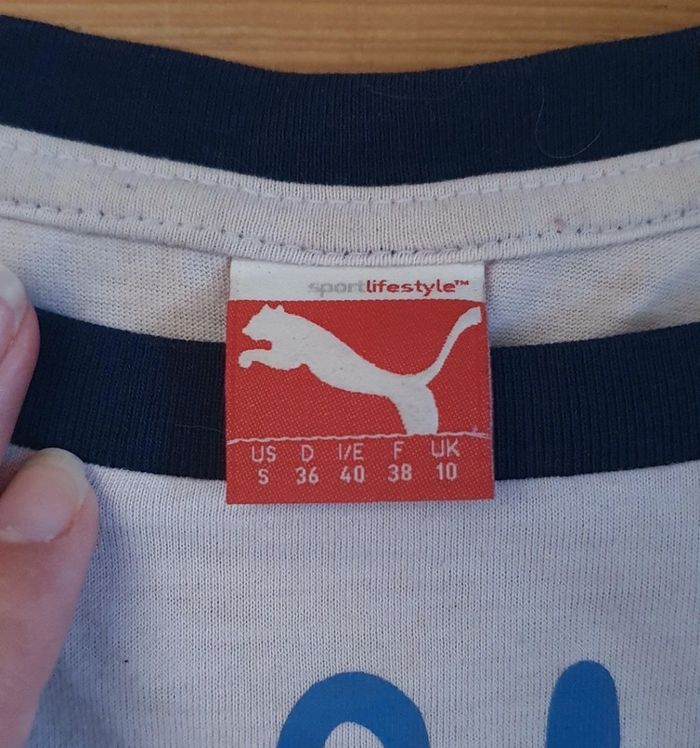 sportlifestyle™
US D I/E F UK
S 36 40 38 10